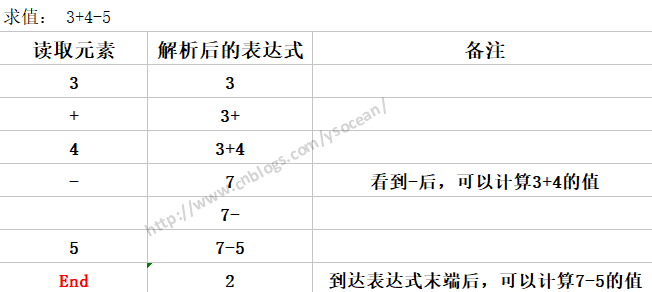 求值： 3+4-5
读取元素 解析后的表达式 备注
3 3
+ 3+
4 3+4
- 7 看到-后，可以计算3+4的值
7-
5 7-5
End 2 到达表达式末端后，可以计算7-5的值
http://www.cnblogs.com/ysocean/